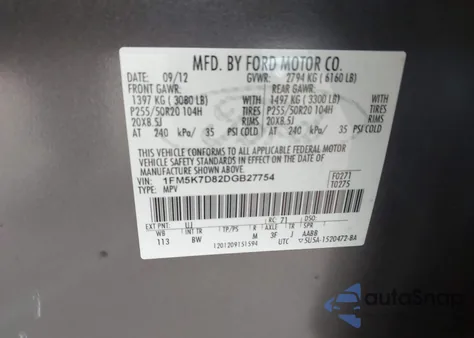 MFD. BY FORD MOTOR CO.
DATE: 09/12 GVWR: 2794 KG ( 6160 LB)
FRONT GAWR: REAR GAWR:
1397 KG ( 3080 LB) WITH 1497 KG ( 3300 LB) WITH
P255/50R20 104H TIRES P255/50R20 104H TIRES
20X8.5J RIMS 20X8.5J RIMS
AT 240 kPa/ 35 PSI COLD AT 240 kPa/ 35 PSI COLD
THIS VEHICLE CONFORMS TO ALL APPLICABLE FEDERAL MOTOR
VEHICLE SAFETY STANDARDS IN EFFECT ON THE DATE OF
MANUFACTURE SHOWN ABOVE.
VIN: 1FM5K7D82DGB27754 F0271
TYPE: MPV T0275
EXT PNT: UJ RC: 71 DSO:
WB INT TR TP/PS R AXLE TR SPR
113 BW M 3F J AABB
1201209151594 UTC 5U5A-1520472-BA
autoSnap